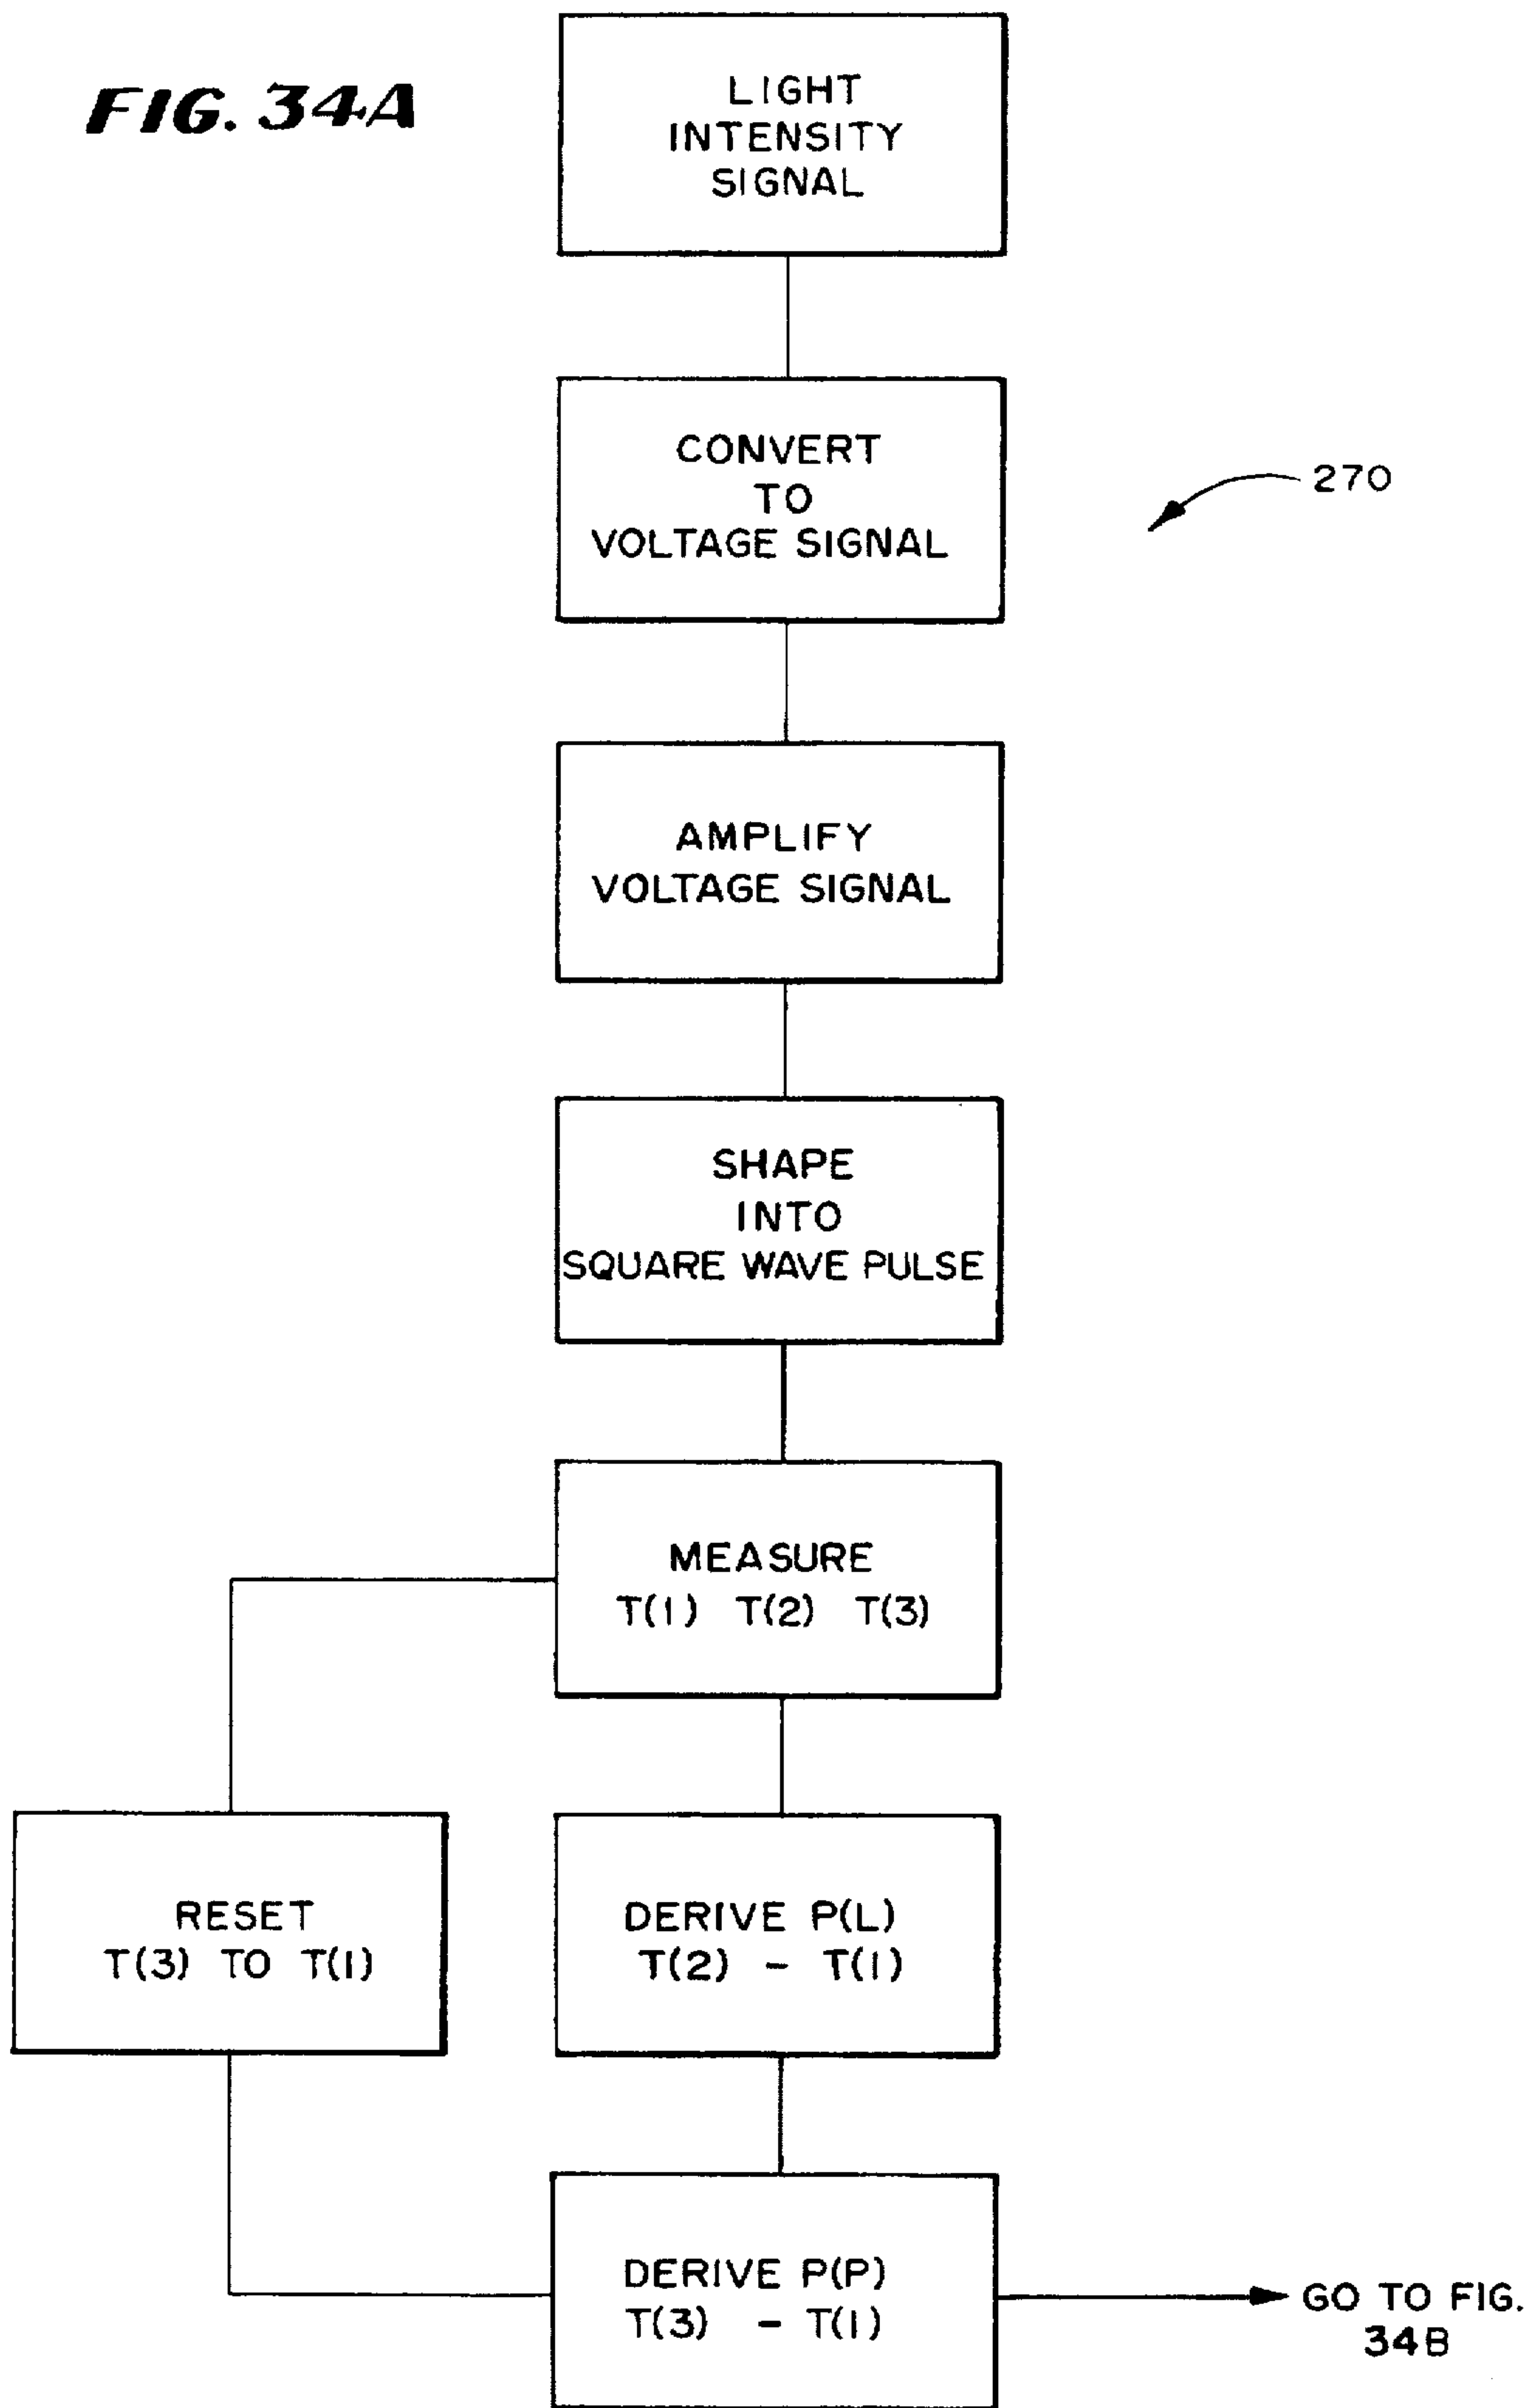 FIG. 34A
LIGHT
INTENSITY
SIGNAL
CONVERT
TO
VOLTAGE SIGNAL
270
AMPLIFY
VOLTAGE SIGNAL
SHAPE
INTO
SQUARE WAVE PULSE
MEASURE
T(1) T(2) T(3)
RESET
T(3) TO T(1)
DERIVE P(L)
T(2) - T(1)
DERIVE P(P)
T(3) - T(1)
GO TO FIG.
34B